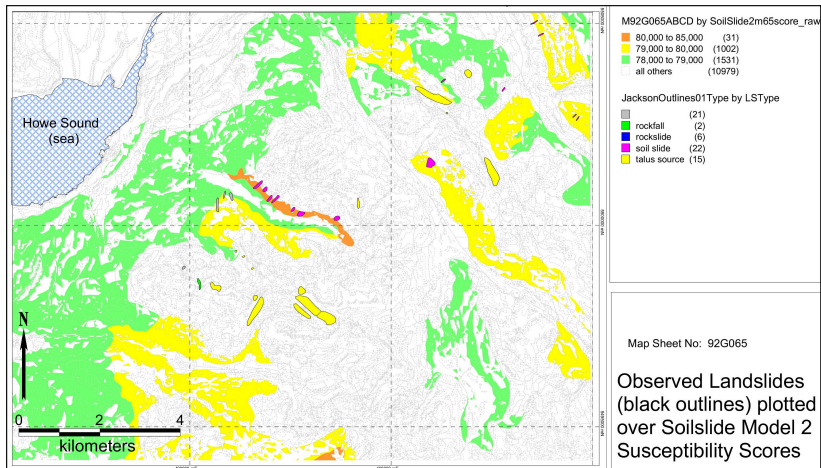 M92G065ABCD by SoilSlide2m65score_raw
80,000 to 85,000 (31)
79,000 to 80,000 (1002)
78,000 to 79,000 (1531)
all others (10979)
JacksonOutlines01Type by LSType
(21)
rockfall (2)
rockslide (6)
soil slide (22)
talus source (15)
Howe Sound
(sea)
N
0 2 4
kilometers
Map Sheet No: 92G065
Observed Landslides
(black outlines) plotted
over Soilslide Model 2
Susceptibility Scores